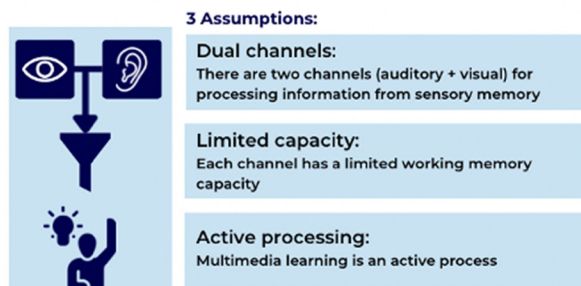 3 Assumptions:
Dual channels:
There are two channels (auditory + visual) for
processing information from sensory memory
Limited capacity:
Each channel has a limited working memory
capacity
Active processing:
Multimedia learning is an active process